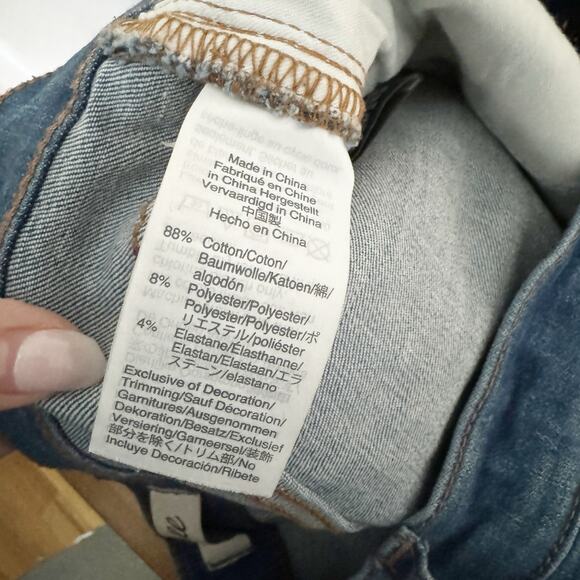 Made in China
Fabriqué en Chine
in China Hergestellt
Vervaardigd in China
中国製
Hecho en China
88% Cotton/Coton/
Baumwolle/Katoen/綿/
algodón
8% Polyester/Polyester/
Polyester/Polyester/ポ
リエステル/poliéster
4% Elastane/Élasthanne/
Elastan/Elastaan/エラ
ステーン/elastano
Exclusive of Decoration/
Trimming/Sauf Décoration/
Garnitures/Ausgenommen
Dekoration/Besatz/Exclusief
Versiering/Garneersel/装飾
部分を除く/トリム部/No
Incluye Decoración/Ribete